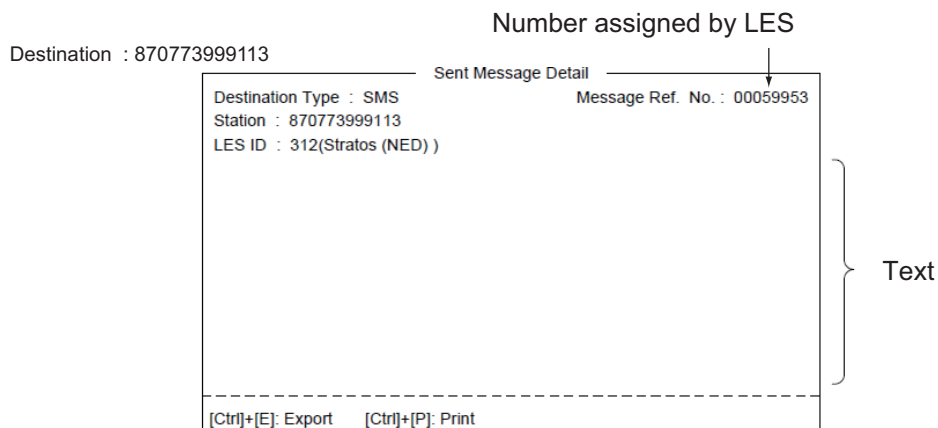 Number assigned by LES
Destination : 870773999113
Sent Message Detail
Destination Type : SMS Message Ref. No. : 00059953
Station : 870773999113
LES ID : 312(Stratos (NED) )
Text
[Ctrl]+[E]: Export [Ctrl]+[P]: Print